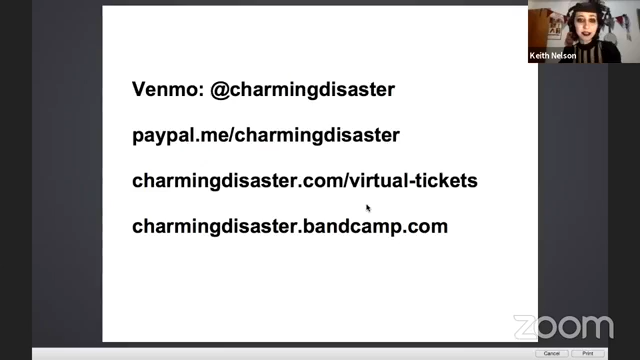 Keith Nelson
Venmo: @charmingdisaster
paypal.me/charmingdisaster
charmingdisaster.com/virtual-tickets
charmingdisaster.bandcamp.com
zoom
Cancel
Print